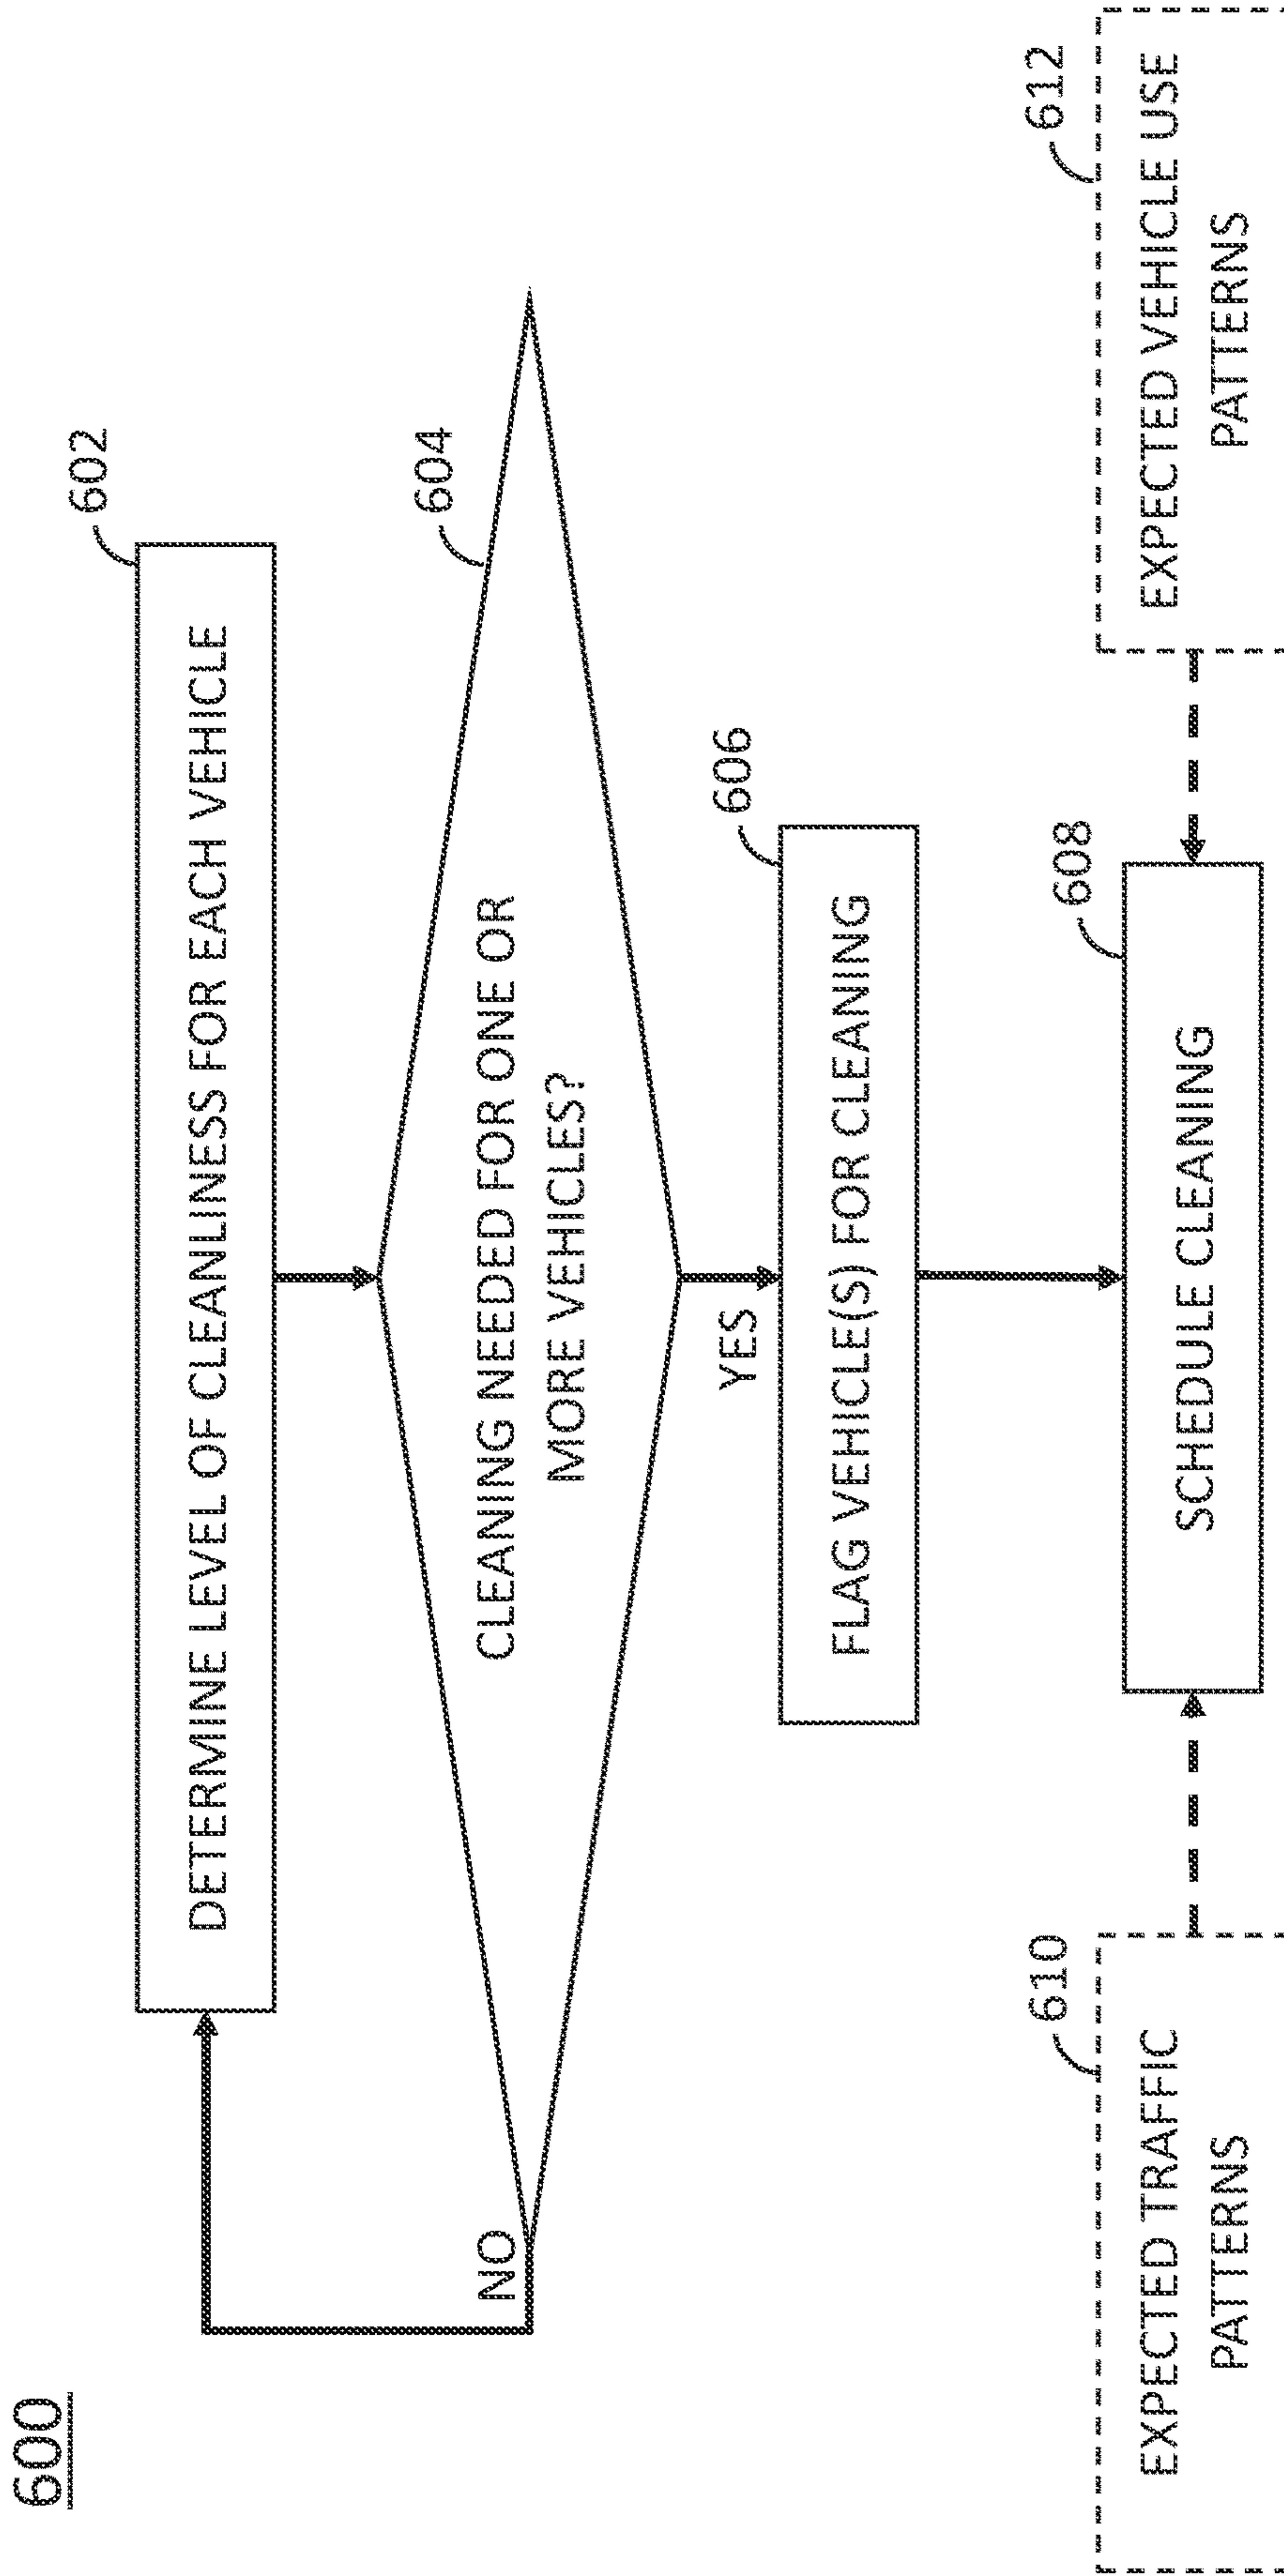 600
602
DETERMINE LEVEL OF CLEANLINESS FOR EACH VEHICLE
604
CLEANING NEEDED FOR ONE OR
MORE VEHICLES?
NO
YES
606
FLAG VEHICLE(S) FOR CLEANING
608
SCHEDULE CLEANING
610
EXPECTED TRAFFIC
PATTERNS
612
EXPECTED VEHICLE USE
PATTERNS